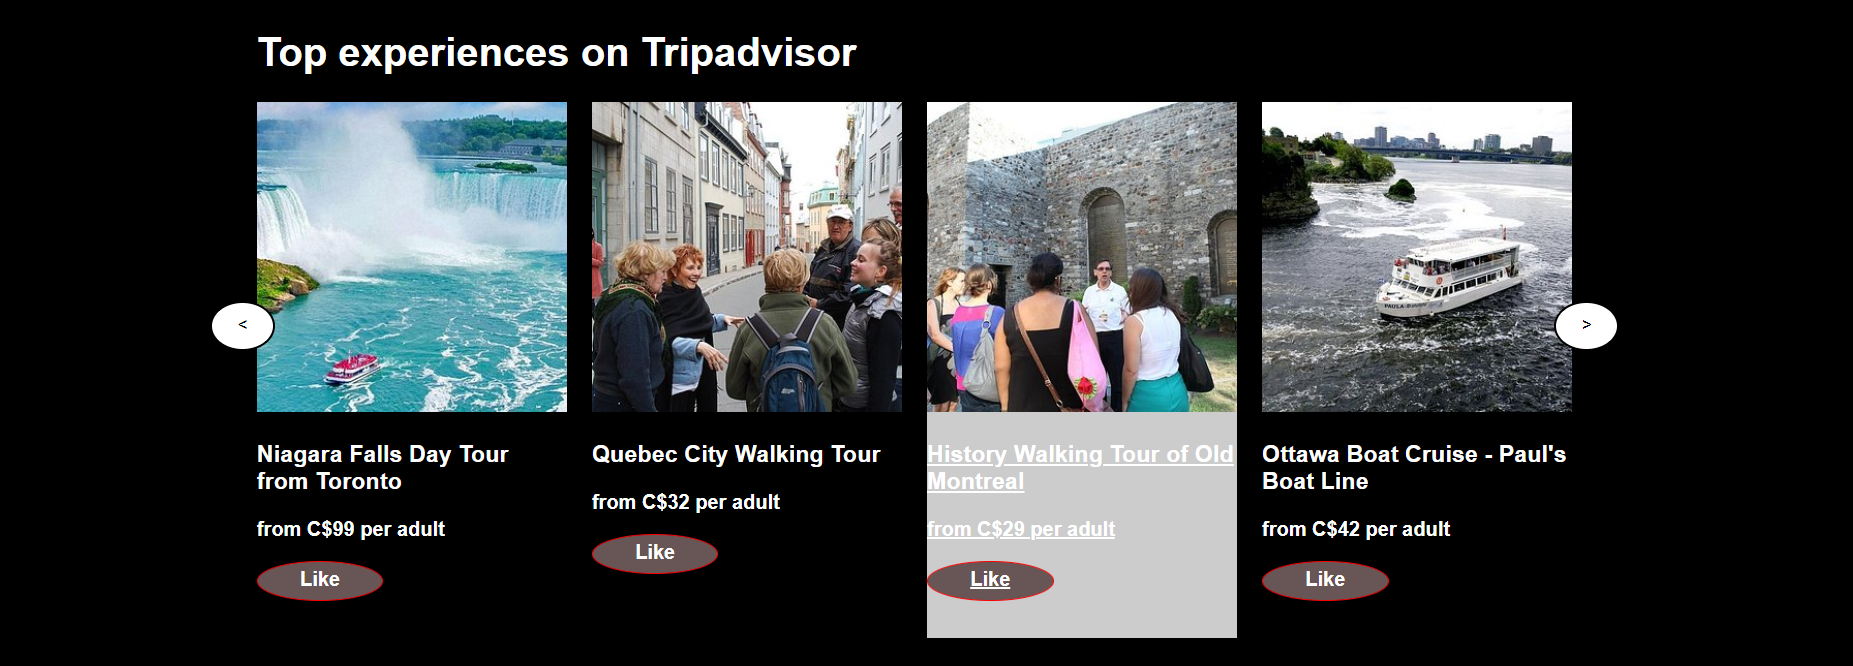 Top experiences on Tripadvisor
<
>
Niagara Falls Day Tour
from Toronto
from C$99 per adult
Like
Quebec City Walking Tour
from C$32 per adult
Like
History Walking Tour of Old
Montreal
from C$29 per adult
Like
Ottawa Boat Cruise - Paul's
Boat Line
from C$42 per adult
Like